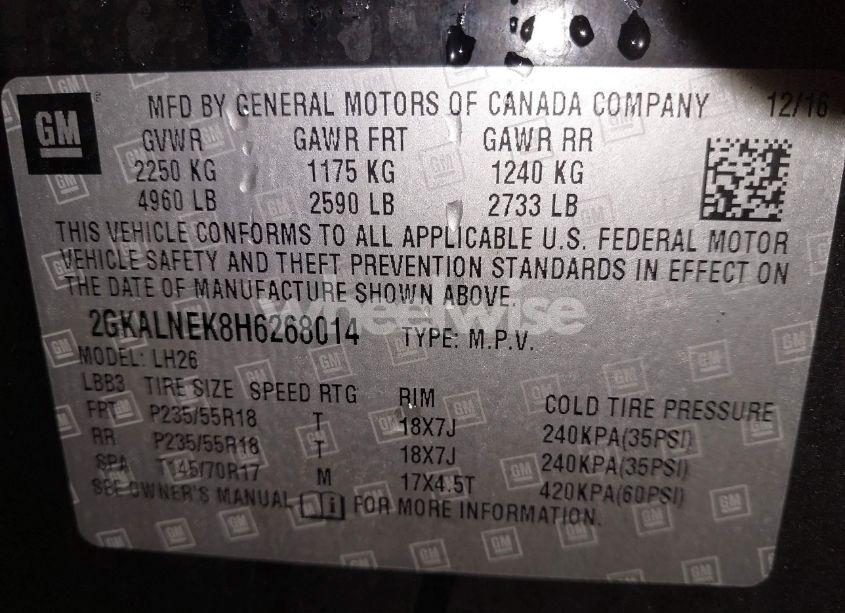 GM MFD BY GENERAL MOTORS OF CANADA COMPANY 12/16
GVWR GAWR FRT GAWR RR
2250 KG 1175 KG 1240 KG
4960 LB 2590 LB 2733 LB
THIS VEHICLE CONFORMS TO ALL APPLICABLE U.S. FEDERAL MOTOR
VEHICLE SAFETY AND THEFT PREVENTION STANDARDS IN EFFECT ON
THE DATE OF MANUFACTURE SHOWN ABOVE.
wheelwise
2GKALNEK8H6268014 TYPE: M.P.V.
MODEL: LH26
LBB3 TIRE SIZE SPEED RTG RIM COLD TIRE PRESSURE
FRT P235/55R18 T 18X7J 240KPA(35PSI)
RR P235/55R18 T 18X7J 240KPA(35PSI)
SPA T145/70R17 M 17X4.5T 420KPA(60PSI)
SEE OWNER'S MANUAL FOR MORE INFORMATION.